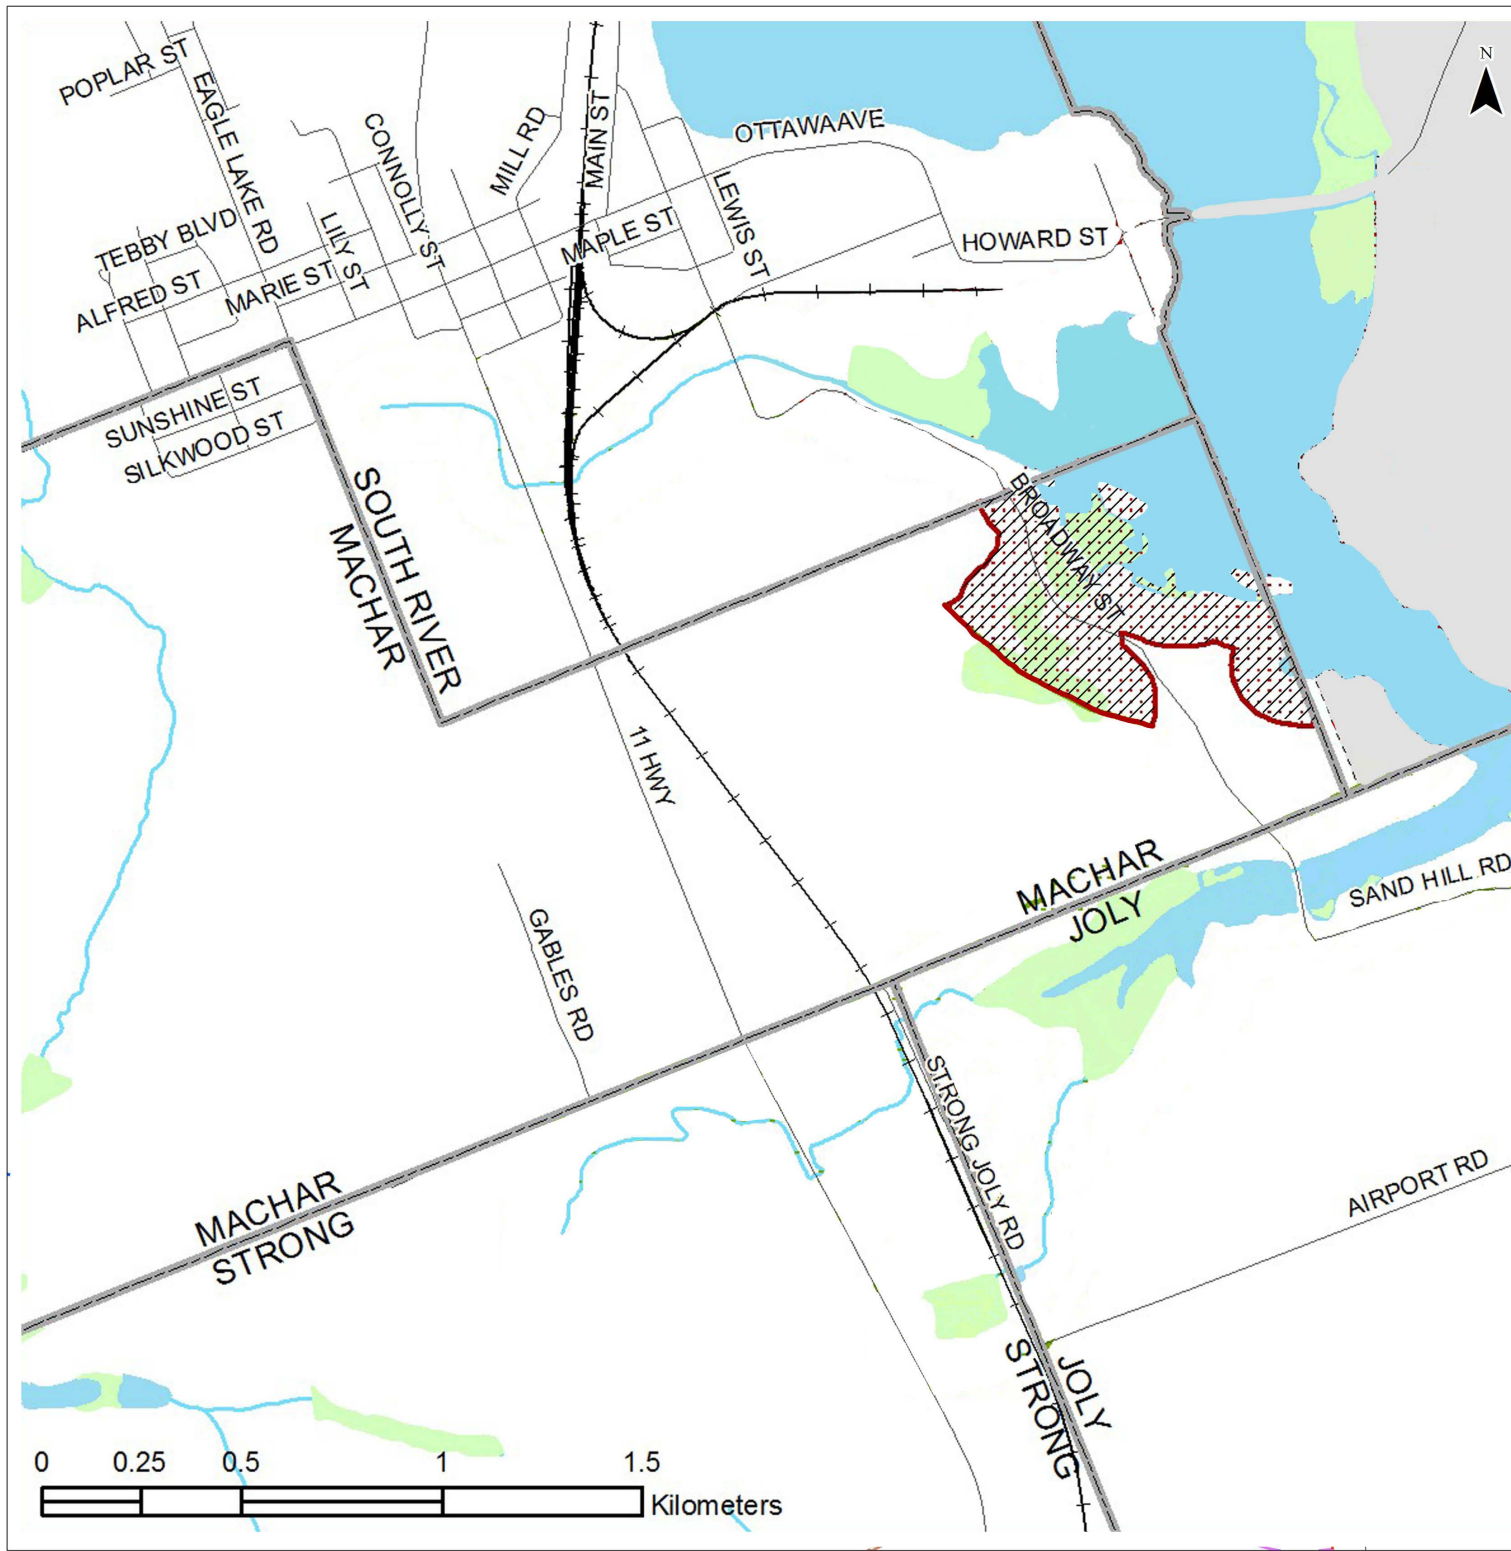 N
POPLAR ST
EAGLE LAKE RD
CONNOLLY ST
MILL RD
MAIN ST
OTTAWAAVE
LEWIS ST
TEBBY BLVD
LILY ST
MAPLE ST
HOWARD ST
ALFRED ST
MARIE ST
SUNSHINE ST
SILKWOOD ST
SOUTH RIVER
MACHAR
BROADWAY ST
11 HWY
MACHAR
JOLY
SAND HILL RD
GABLES RD
STRONG JOLY RD
MACHAR
STRONG
AIRPORT RD
JOLY
STRONG
0 0.25 0.5 1 1.5
Kilometers